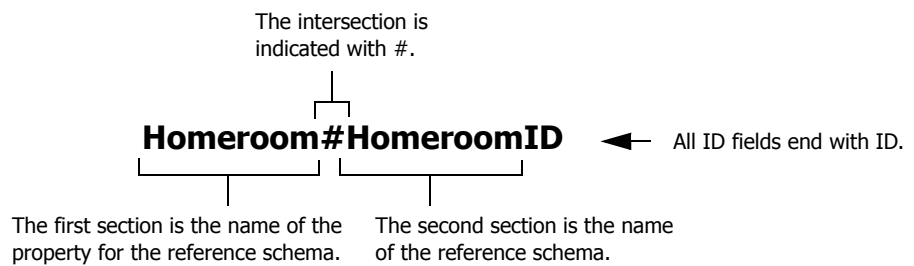 The intersection is
indicated with #.
Homeroom#HomeroomID
All ID fields end with ID.
The first section is the name of the
property for the reference schema.
The second section is the name
of the reference schema.